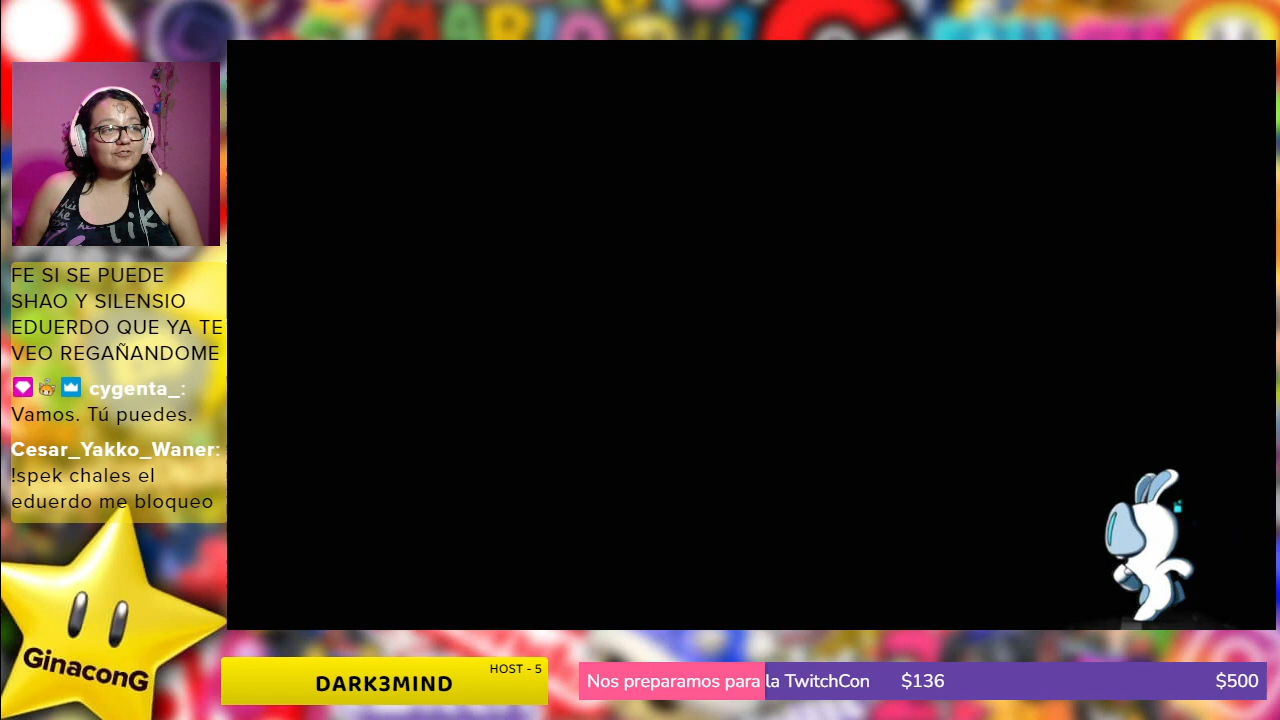 FE SI SE PUEDE
SHAO Y SILENSIO
EDUERDO QUE YA TE
VEO REGAÑANDOME
cygenta_:
Vamos. Tú puedes.
Cesar_Yakko_Waner:
!spek chales el
eduerdo me bloqueo
GinaconG
HOST - 5
DARK3MIND
Nos preparamos para la TwitchCon $136 $500